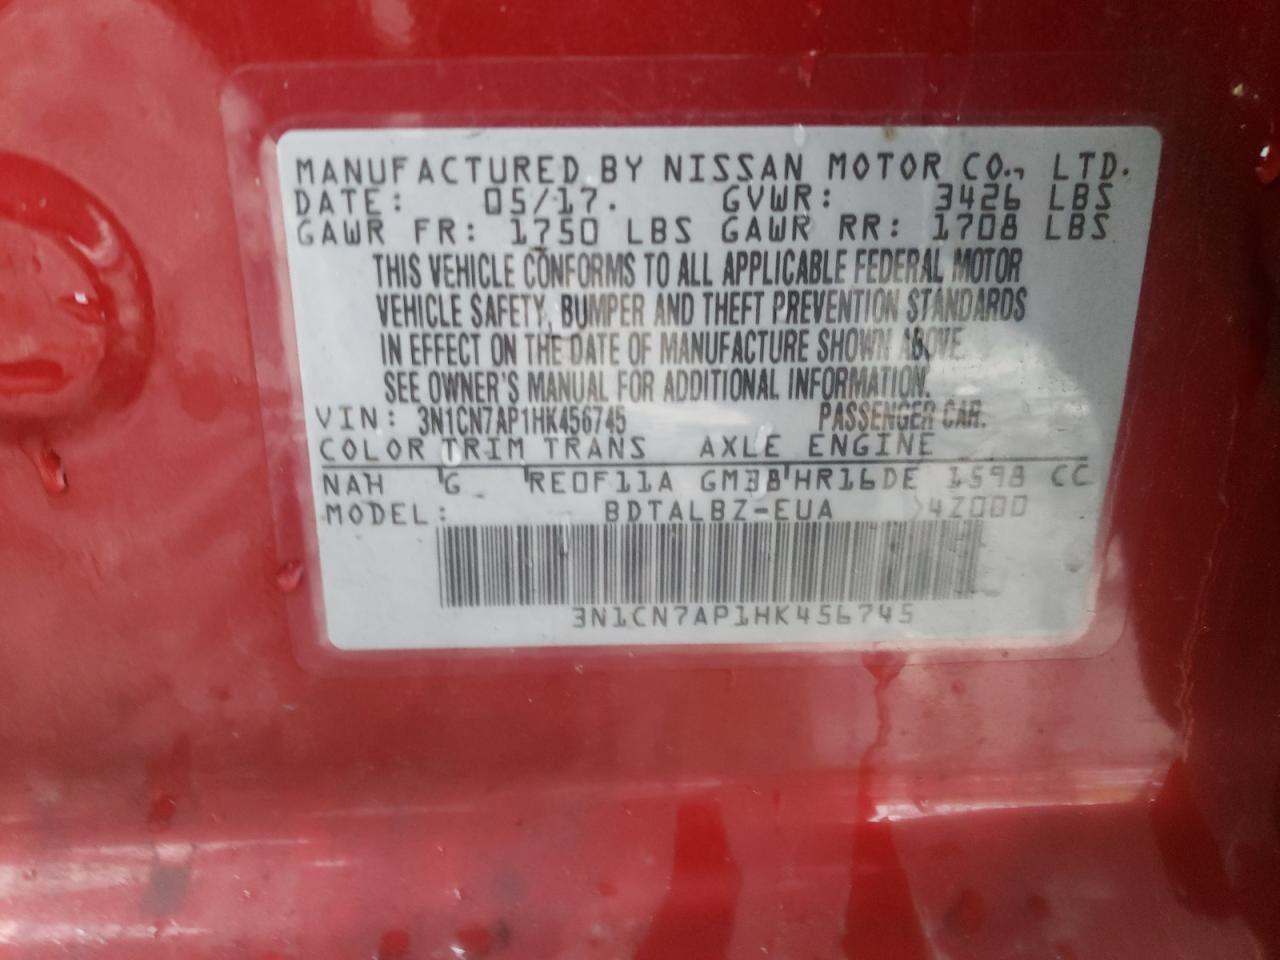 MANUFACTURED BY NISSAN MOTOR CO., LTD.
DATE: 05/17. GVWR: 3426 LBS
GAWR FR: 1750 LBS GAWR RR: 1708 LBS
THIS VEHICLE CONFORMS TO ALL APPLICABLE FEDERAL MOTOR
VEHICLE SAFETY, BUMPER AND THEFT PREVENTION STANDARDS
IN EFFECT ON THE DATE OF MANUFACTURE SHOWN ABOVE.
SEE OWNER'S MANUAL FOR ADDITIONAL INFORMATION.
VIN: 3N1CN7AP1HK456745 PASSENGER CAR.
COLOR TRIM TRANS AXLE ENGINE
NAH G RE0F11A GM38 HR16DE 1598 CC
MODEL: BDTALBZ-EUA 4Z000
3N1CN7AP1HK456745